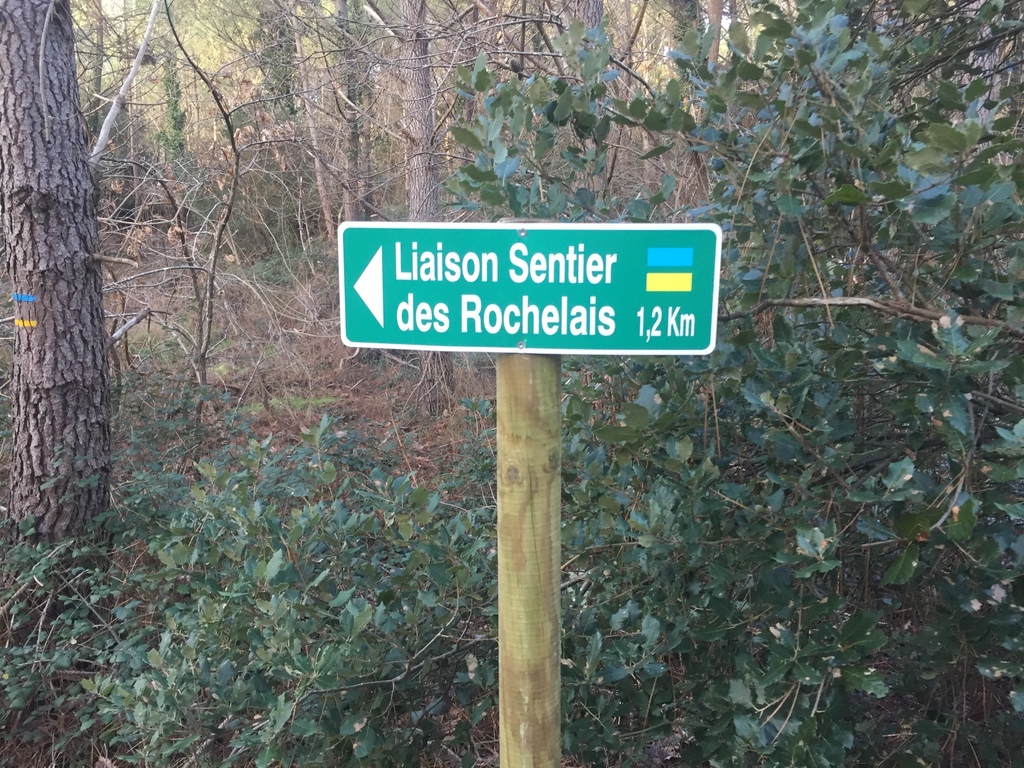 Liaison Sentier
des Rochelais 1,2 Km